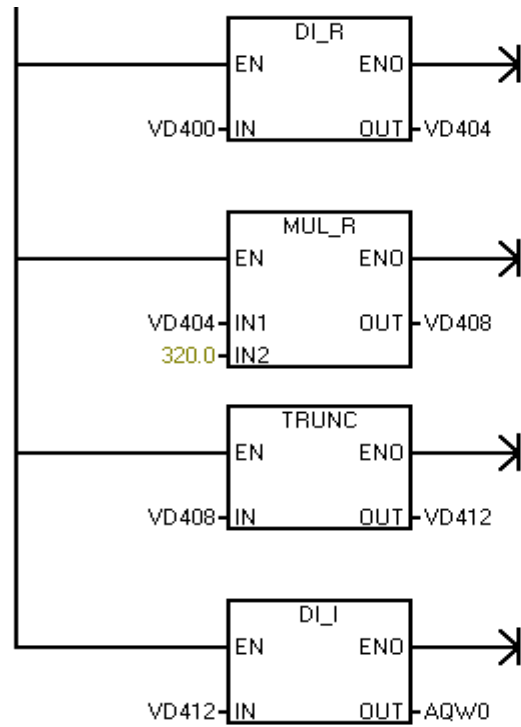 DI_R
EN ENO
VD400 IN OUT VD404
MUL_R
EN ENO
VD404 IN1 OUT VD408
320.0 IN2
TRUNC
EN ENO
VD408 IN OUT VD412
DI_I
EN ENO
VD412 IN OUT AQW0